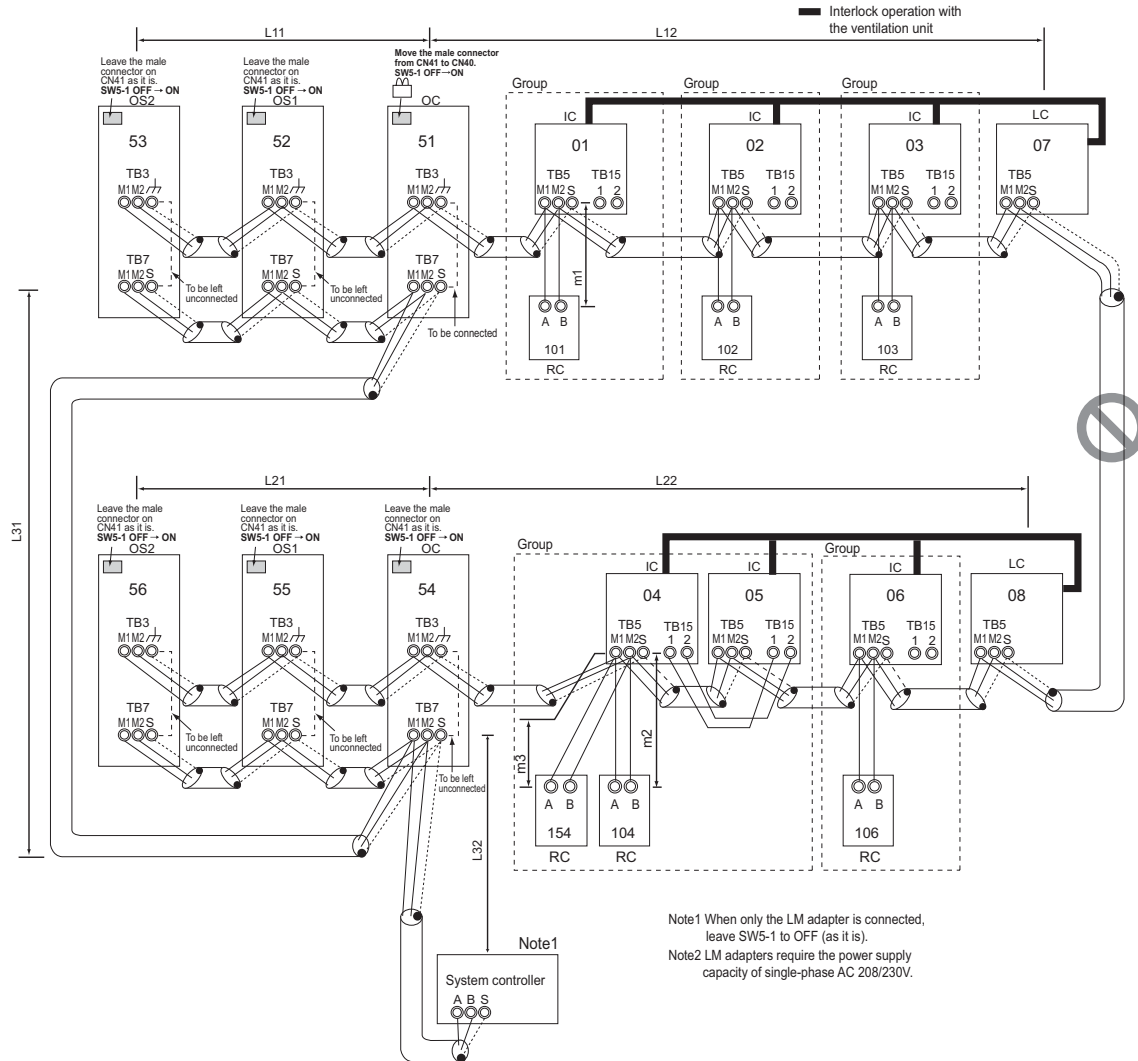 Interlock operation with
the ventilation unit
L11
L12
Leave the male
connector on
CN41 as it is.
SW5-1 OFF → ON
OS2
Leave the male
connector on
CN41 as it is.
SW5-1 OFF → ON
OS1
Move the male connector
from CN41 to CN40.
SW5-1 OFF→ON
OC
Group
Group
Group
IC
IC
IC
LC
53
52
51
01
02
03
07
TB3
M1 M2
TB3
M1 M2
TB3
M1 M2
TB5
M1 M2 S
TB15
1 2
TB5
M1 M2 S
TB15
1 2
TB5
M1 M2 S
TB15
1 2
TB5
M1 M2 S
TB7
M1 M2 S
To be left
unconnected
TB7
M1 M2 S
To be left
unconnected
TB7
M1 M2 S
To be connected
m1
A B
101
RC
A B
102
RC
A B
103
RC
L31
L21
L22
Leave the male
connector on
CN41 as it is.
SW5-1 OFF → ON
OS2
Leave the male
connector on
CN41 as it is.
SW5-1 OFF → ON
OS1
Leave the male
connector on
CN41 as it is.
SW5-1 OFF → ON
OC
Group
Group
IC
IC
IC
LC
56
55
54
04
05
06
08
TB3
M1 M2
TB3
M1 M2
TB3
M1 M2
TB5
M1 M2 S
TB15
1 2
TB5
M1 M2 S
TB15
1 2
TB5
M1 M2 S
TB15
1 2
TB5
M1 M2 S
TB7
M1 M2 S
To be left
unconnected
TB7
M1 M2 S
To be left
unconnected
TB7
M1 M2 S
To be left
unconnected
m3
m2
A B
154
RC
A B
104
RC
A B
106
RC
L32
Note1
System controller
A B S
Note1 When only the LM adapter is connected,
leave SW5-1 to OFF (as it is).
Note2 LM adapters require the power supply
capacity of single-phase AC 208/230V.